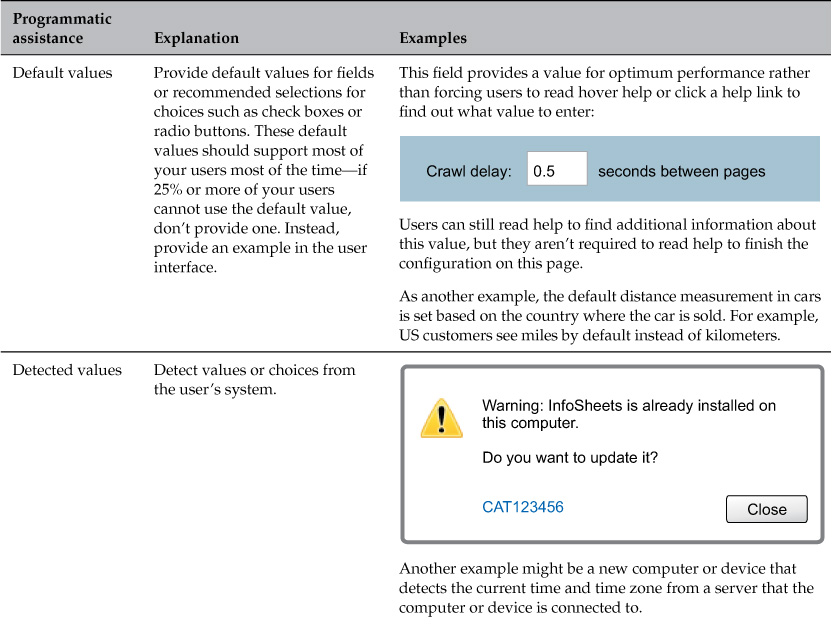 Programmatic
assistance
Explanation
Examples
Default values
Provide default values for fields
or recommended selections for
choices such as check boxes or
radio buttons. These default
values should support most of
your users most of the time—if
25% or more of your users
cannot use the default value,
don’t provide one. Instead,
provide an example in the user
interface.
This field provides a value for optimum performance rather
than forcing users to read hover help or click a help link to
find out what value to enter:
Crawl delay: 0.5 seconds between pages
Users can still read help to find additional information about
this value, but they aren’t required to read help to finish the
configuration on this page.
As another example, the default distance measurement in cars
is set based on the country where the car is sold. For example,
US customers see miles by default instead of kilometers.
Detected values
Detect values or choices from
the user’s system.
Warning: InfoSheets is already installed on
this computer.
Do you want to update it?
CAT123456
Close
Another example might be a new computer or device that
detects the current time and time zone from a server that the
computer or device is connected to.